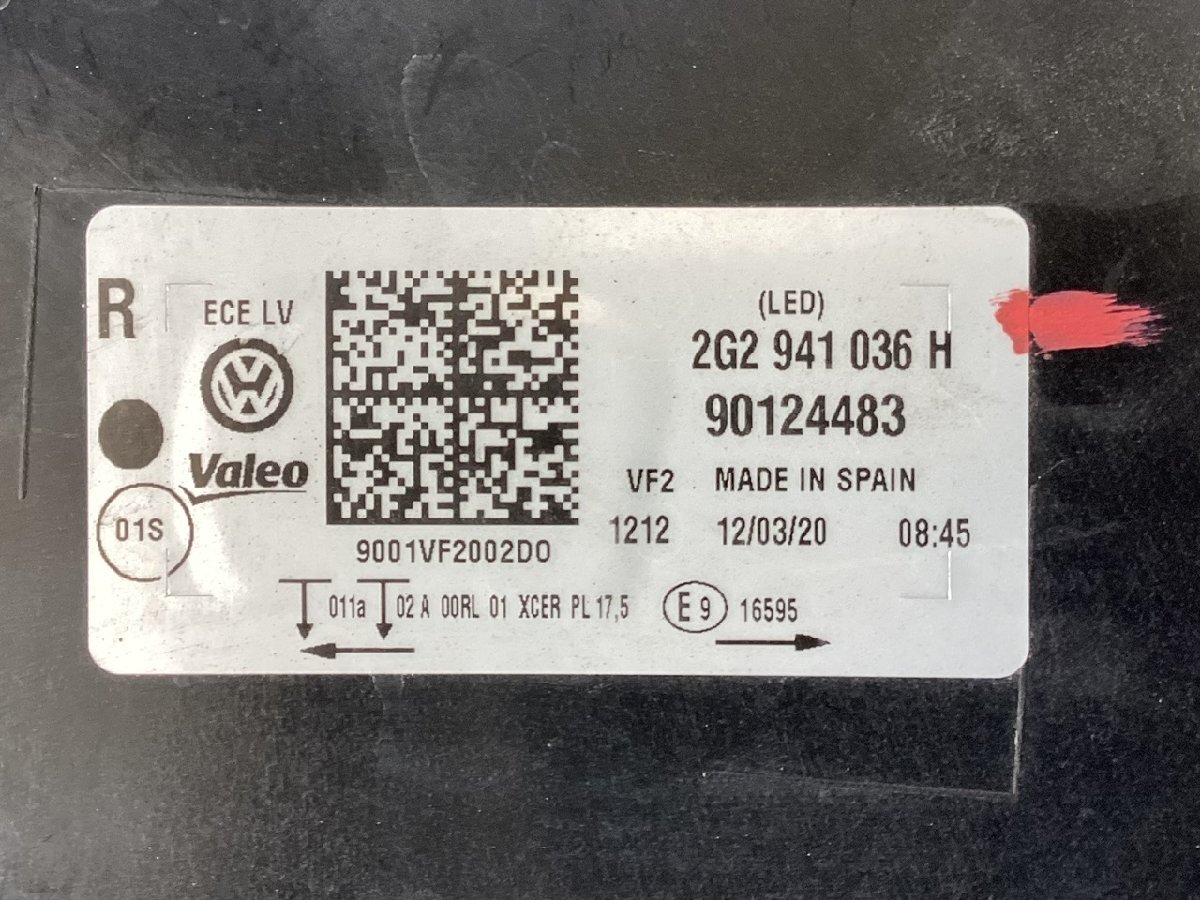 R
ECE LV
(LED)
2G2 941 036 H
90124483
Valeo
VF2 MADE IN SPAIN
01S
1212 12/03/20 08:45
9001VF2002D0
011a 02 A 00RL 01 XCER PL 17,5 E 9 16595